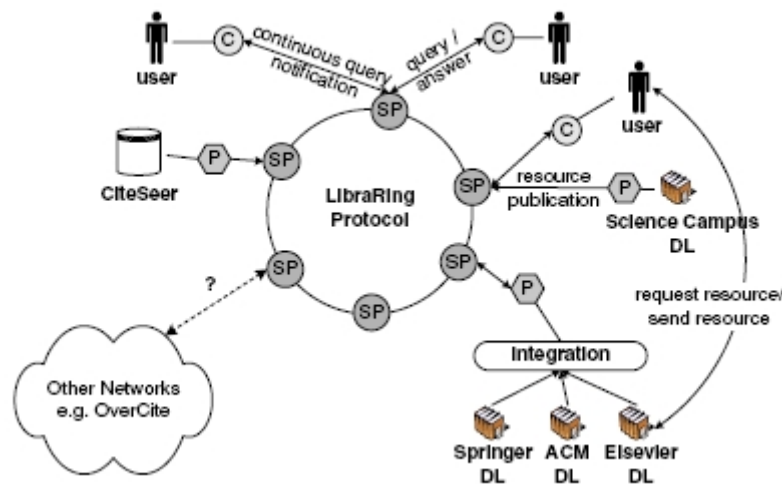 continuous query
notification
query /
answer
C
C
user
user
user
SP
C
P
SP
CiteSeer
LibraRing
Protocol
SP
resource
publication
P
Science Campus
DL
SP
SP
SP
P
?
request resource/
send resource
Integration
Other Networks
e.g. OverCite
Springer
DL
ACM
DL
Elsevier
DL